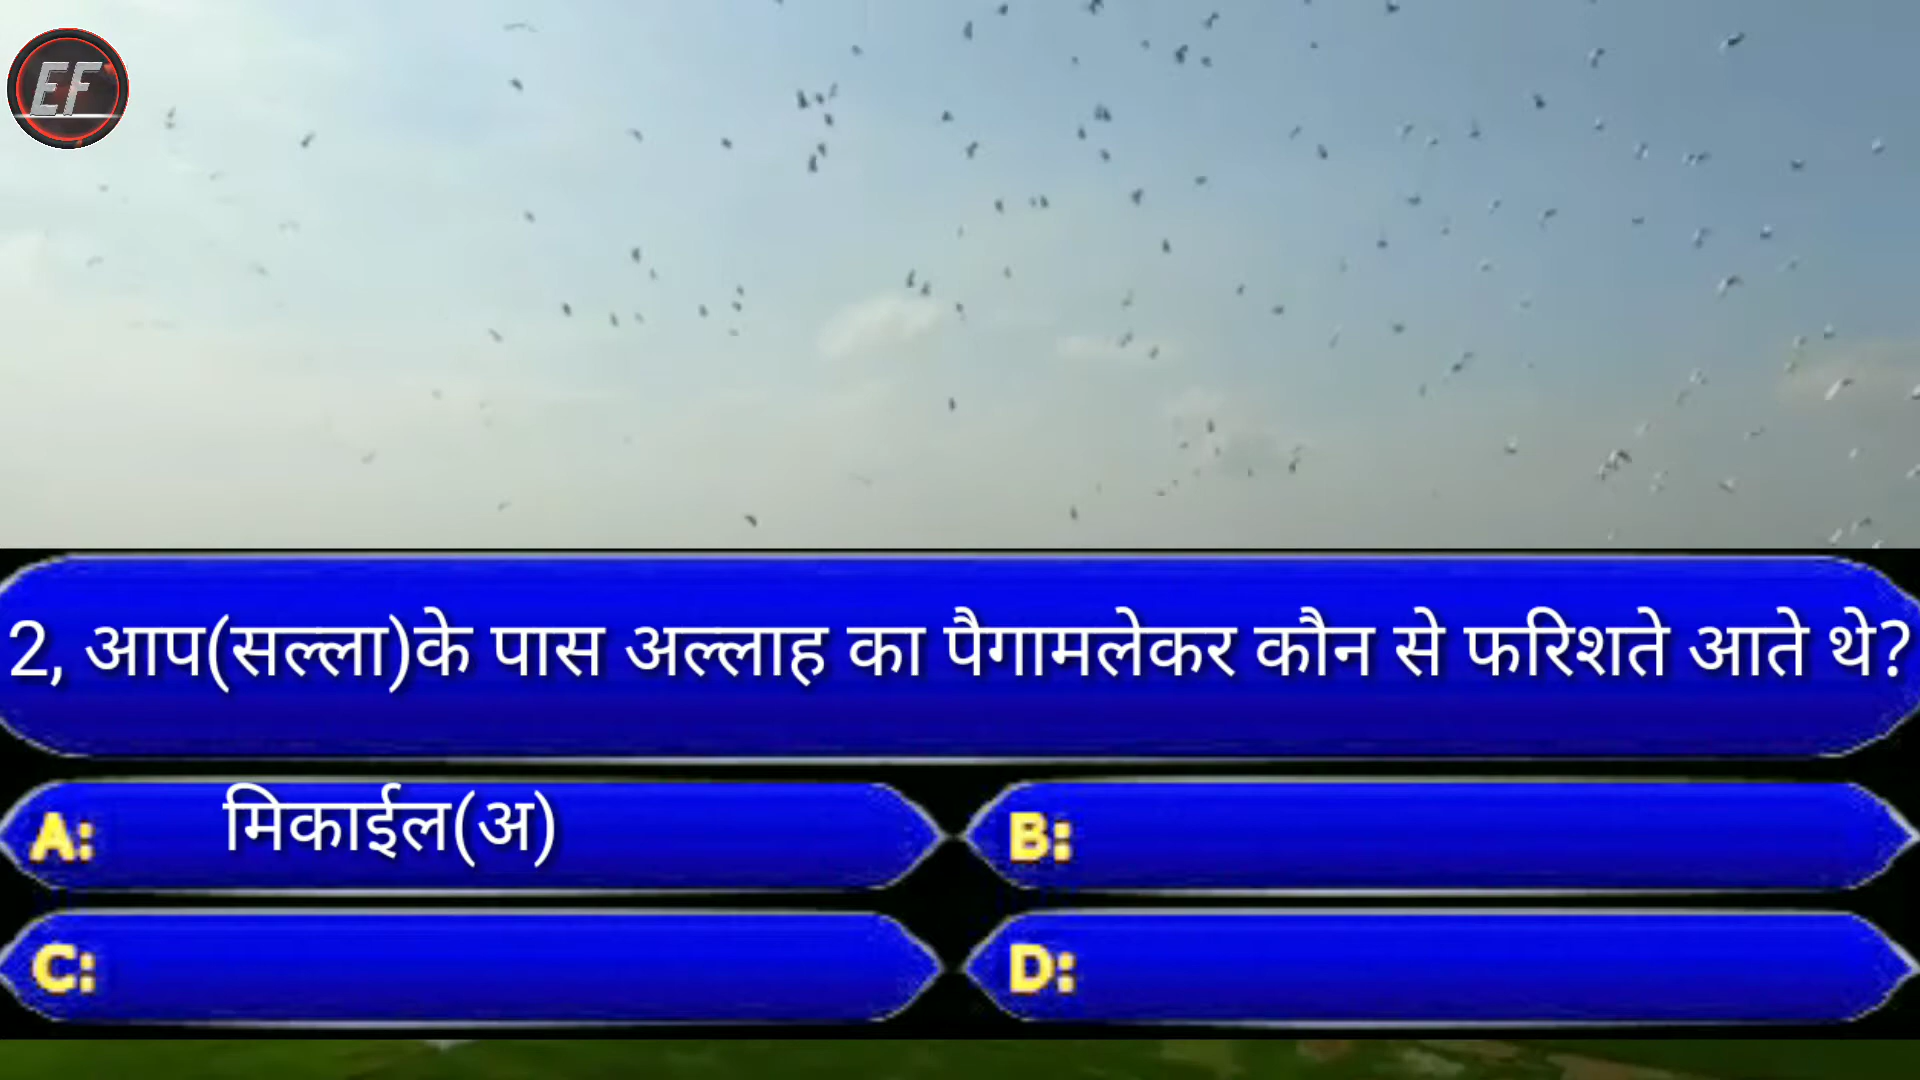 EF
2, आप(सल्ला)के पास अल्लाह का पैगामलेकर कौन से फरिशते आते थे?
A: मिकाईल(अ)
B:
C:
D: